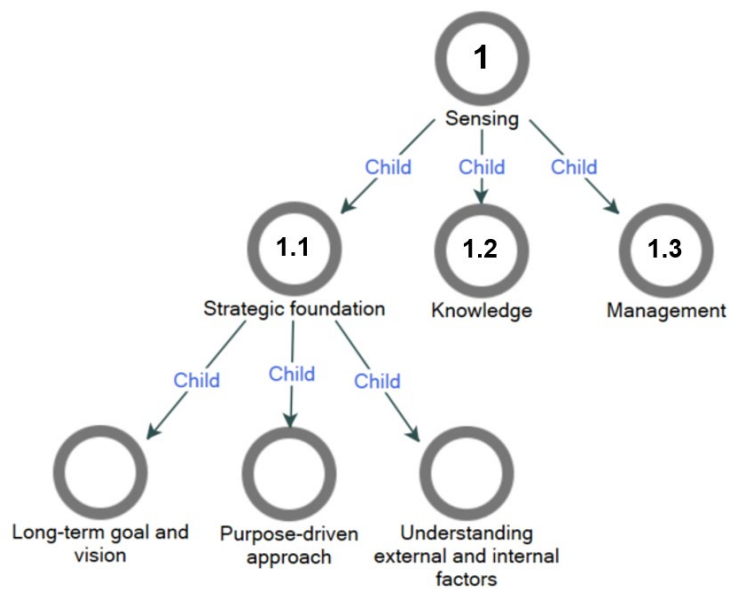 1
Sensing
Child
Child
Child
1.1
1.2
1.3
Strategic foundation
Knowledge
Management
Child
Child
Child
Long-term goal and
vision
Purpose-driven
approach
Understanding
external and internal
factors